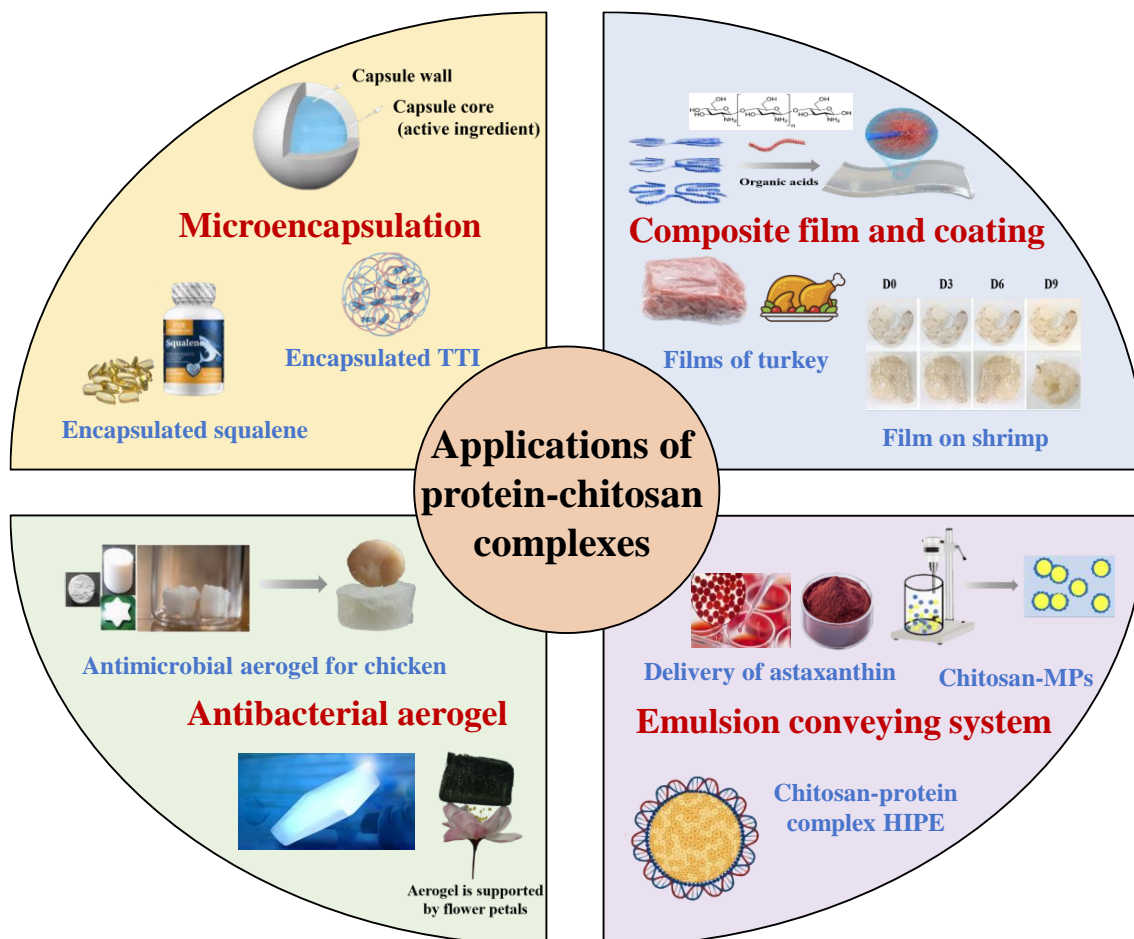 Capsule wall
Capsule core
(active ingredient)
Microencapsulation
Squalene
Encapsulated TTI
Encapsulated squalene
Organic acids
Composite film and coating
D0 D3 D6 D9
Films of turkey
Film on shrimp
Applications of
protein-chitosan
complexes
Antimicrobial aerogel for chicken
Antibacterial aerogel
Aerogel is supported
by flower petals
Delivery of astaxanthin
Chitosan-MPs
Emulsion conveying system
Chitosan-protein
complex HIPE